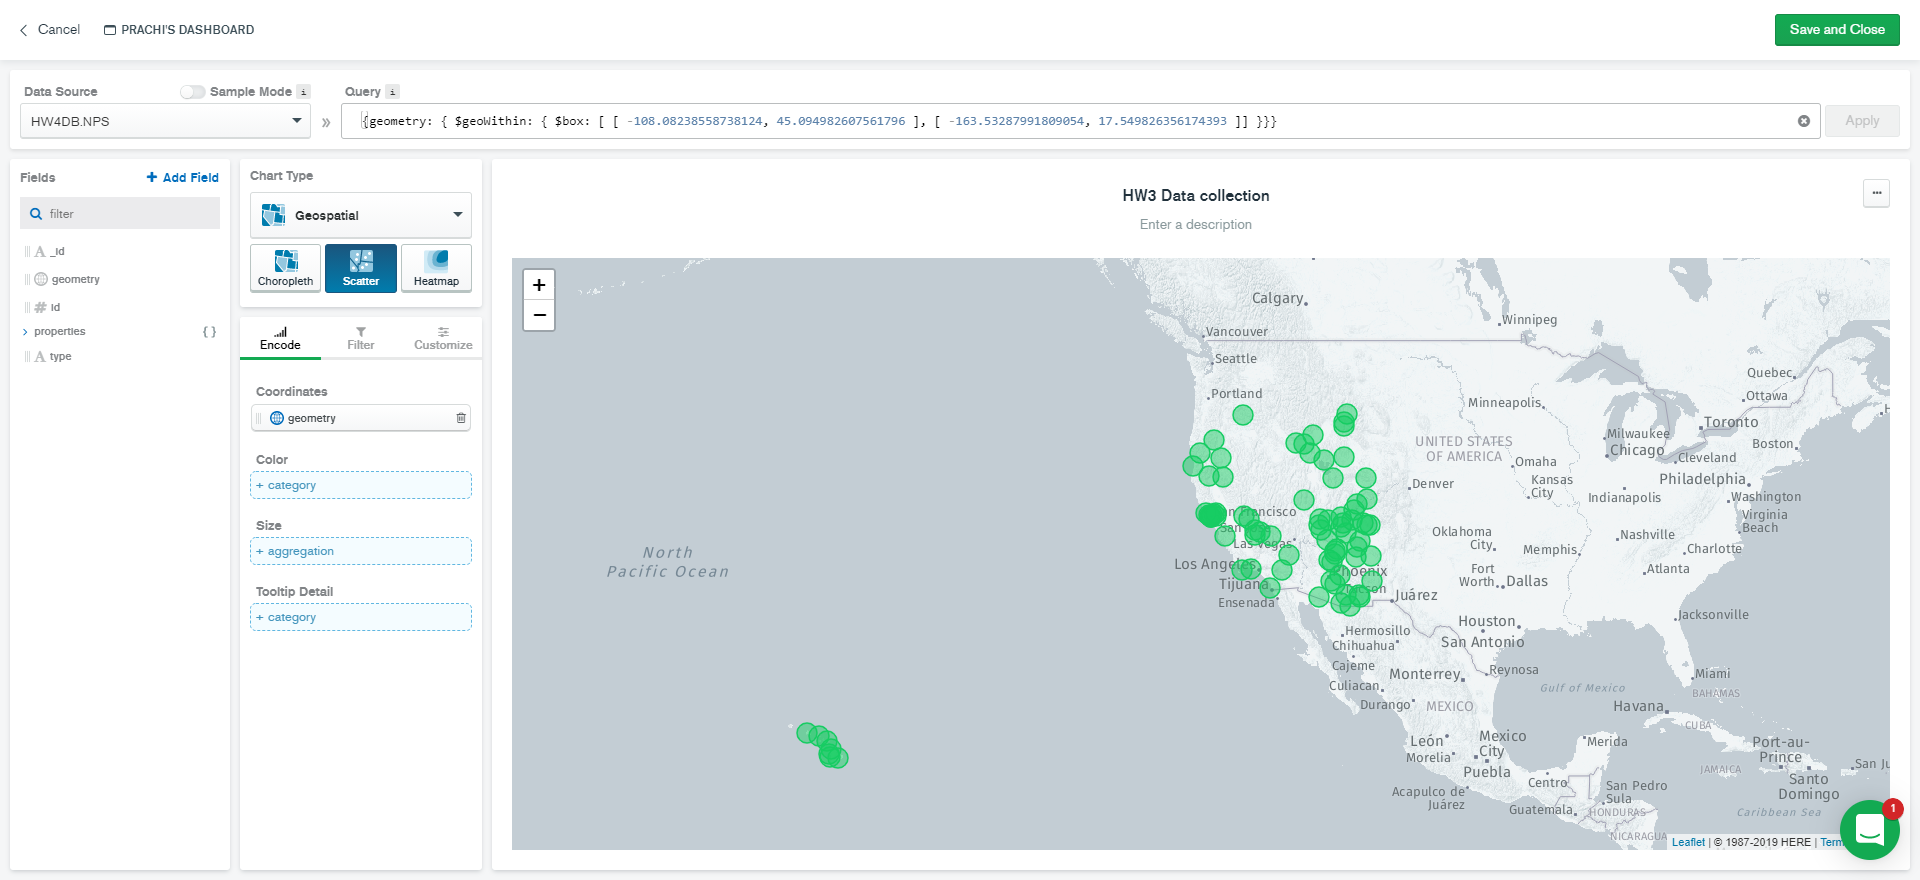 Cancel
PRACHI'S DASHBOARD
Save and Close
Data Source
Sample Mode
i
Query
i
HW4DB.NPS
»
{geometry: { $geoWithin: { $box: [ [ -108.08238558738124, 45.094982607561796 ], [ -163.53287991809054, 17.549826356174393 ]] }}}
Apply
Fields
+ Add Field
filter
A _id
geometry
# id
properties
{ }
A type
Chart Type
Geospatial
Choropleth
Scatter
Heatmap
Encode
Filter
Customize
Coordinates
geometry
Color
+ category
Size
+ aggregation
Tooltip Detail
+ category
HW3 Data collection
Enter a description
...
+
−
Calgary
Winnipeg
Vancouver
Seattle
Quebec
Portland
Ottawa
Minneapolis
Toronto
Milwaukee
Boston
UNITED STATES
OF AMERICA
Chicago
Cleveland
Omaha
Denver
Kansas
City
Philadelphia
Indianapolis
Washington
Virginia
Beach
Oklahoma
City
Nashville
Las Vegas
Memphis
Charlotte
North
Pacific Ocean
Los Angeles
Phoenix
Fort
Worth
Dallas
Atlanta
Tijuana
Tucson
Juárez
Ensenada
Jacksonville
Houston
Hermosillo
San Antonio
Chihuahua
Cajeme
Monterrey
Reynosa
Miami
Culiacan
Gulf of Mexico
BAHAMAS
Durango
MEXICO
Havana
CUBA
León
Mexico
City
Merida
Port-au-
Prince
Morelia
San Ju
Puebla
JAMAICA
Santo
Domingo
Centro
San Pedro
Sula
Acapulco de
Juárez
Guatemala
HONDURAS
Caribbean Sea
NICARAGUA
1
Leaflet | © 1987-2019 HERE | Term